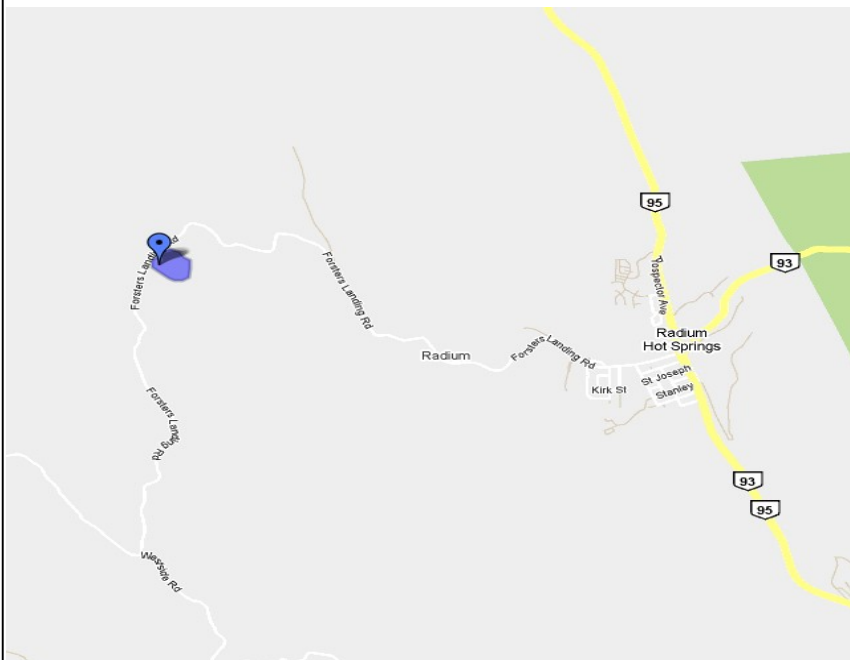 95
93
Prospector Ave
Radium
Hot Springs
Forsters Landing Rd
Forsters Landing Rd
Radium
Forsters Landing Rd
St Joseph
Kirk St
Stanley
Forsters Landing Rd
93
95
Westside Rd